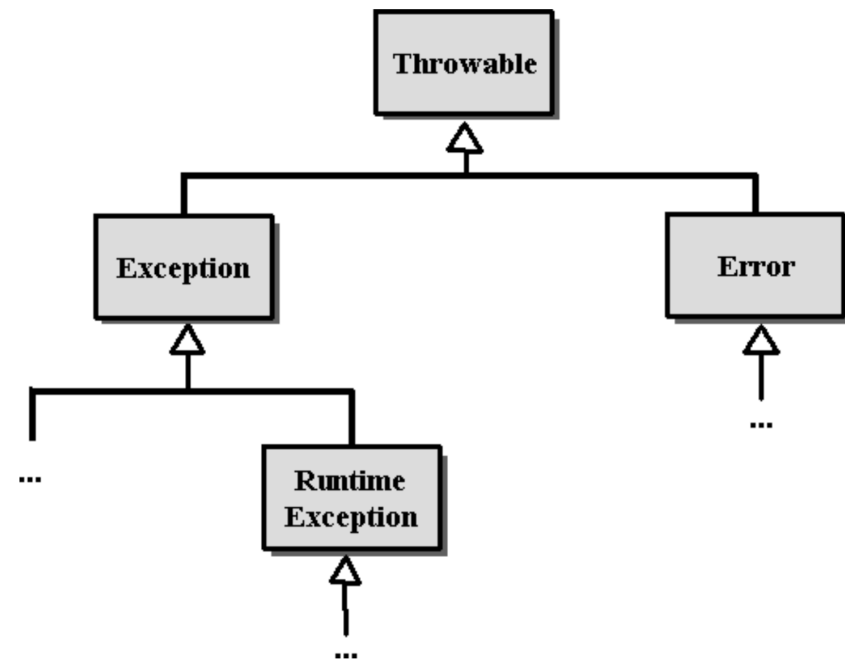 Throwable
Exception
Error
...
...
Runtime
Exception
...